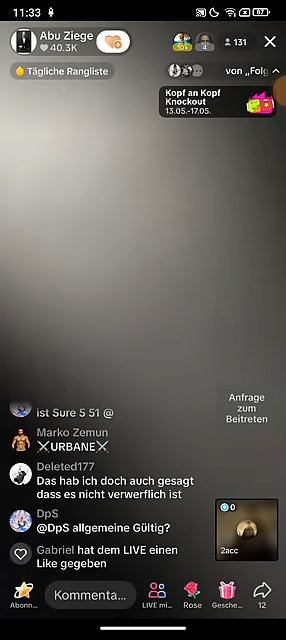 11:33
87
Abu Ziege
40.3K
10+
4
131
Tägliche Rangliste
von „Folg
Kopf an Kopf
Knockout
13.05.-17.05.
ist Sure 5 51 @
Anfrage
zum
Beitreten
Marko Zemun
⚔URBANE⚔
Deleted177
Das hab ich doch auch gesagt
dass es nicht verwerflich ist
DpS
@DpS allgemeine Gültig?
0
2acc
Gabriel hat dem LIVE einen
Like gegeben
Kommenta...
Abonn...
LIVE mi...
Rose
Gesche...
12